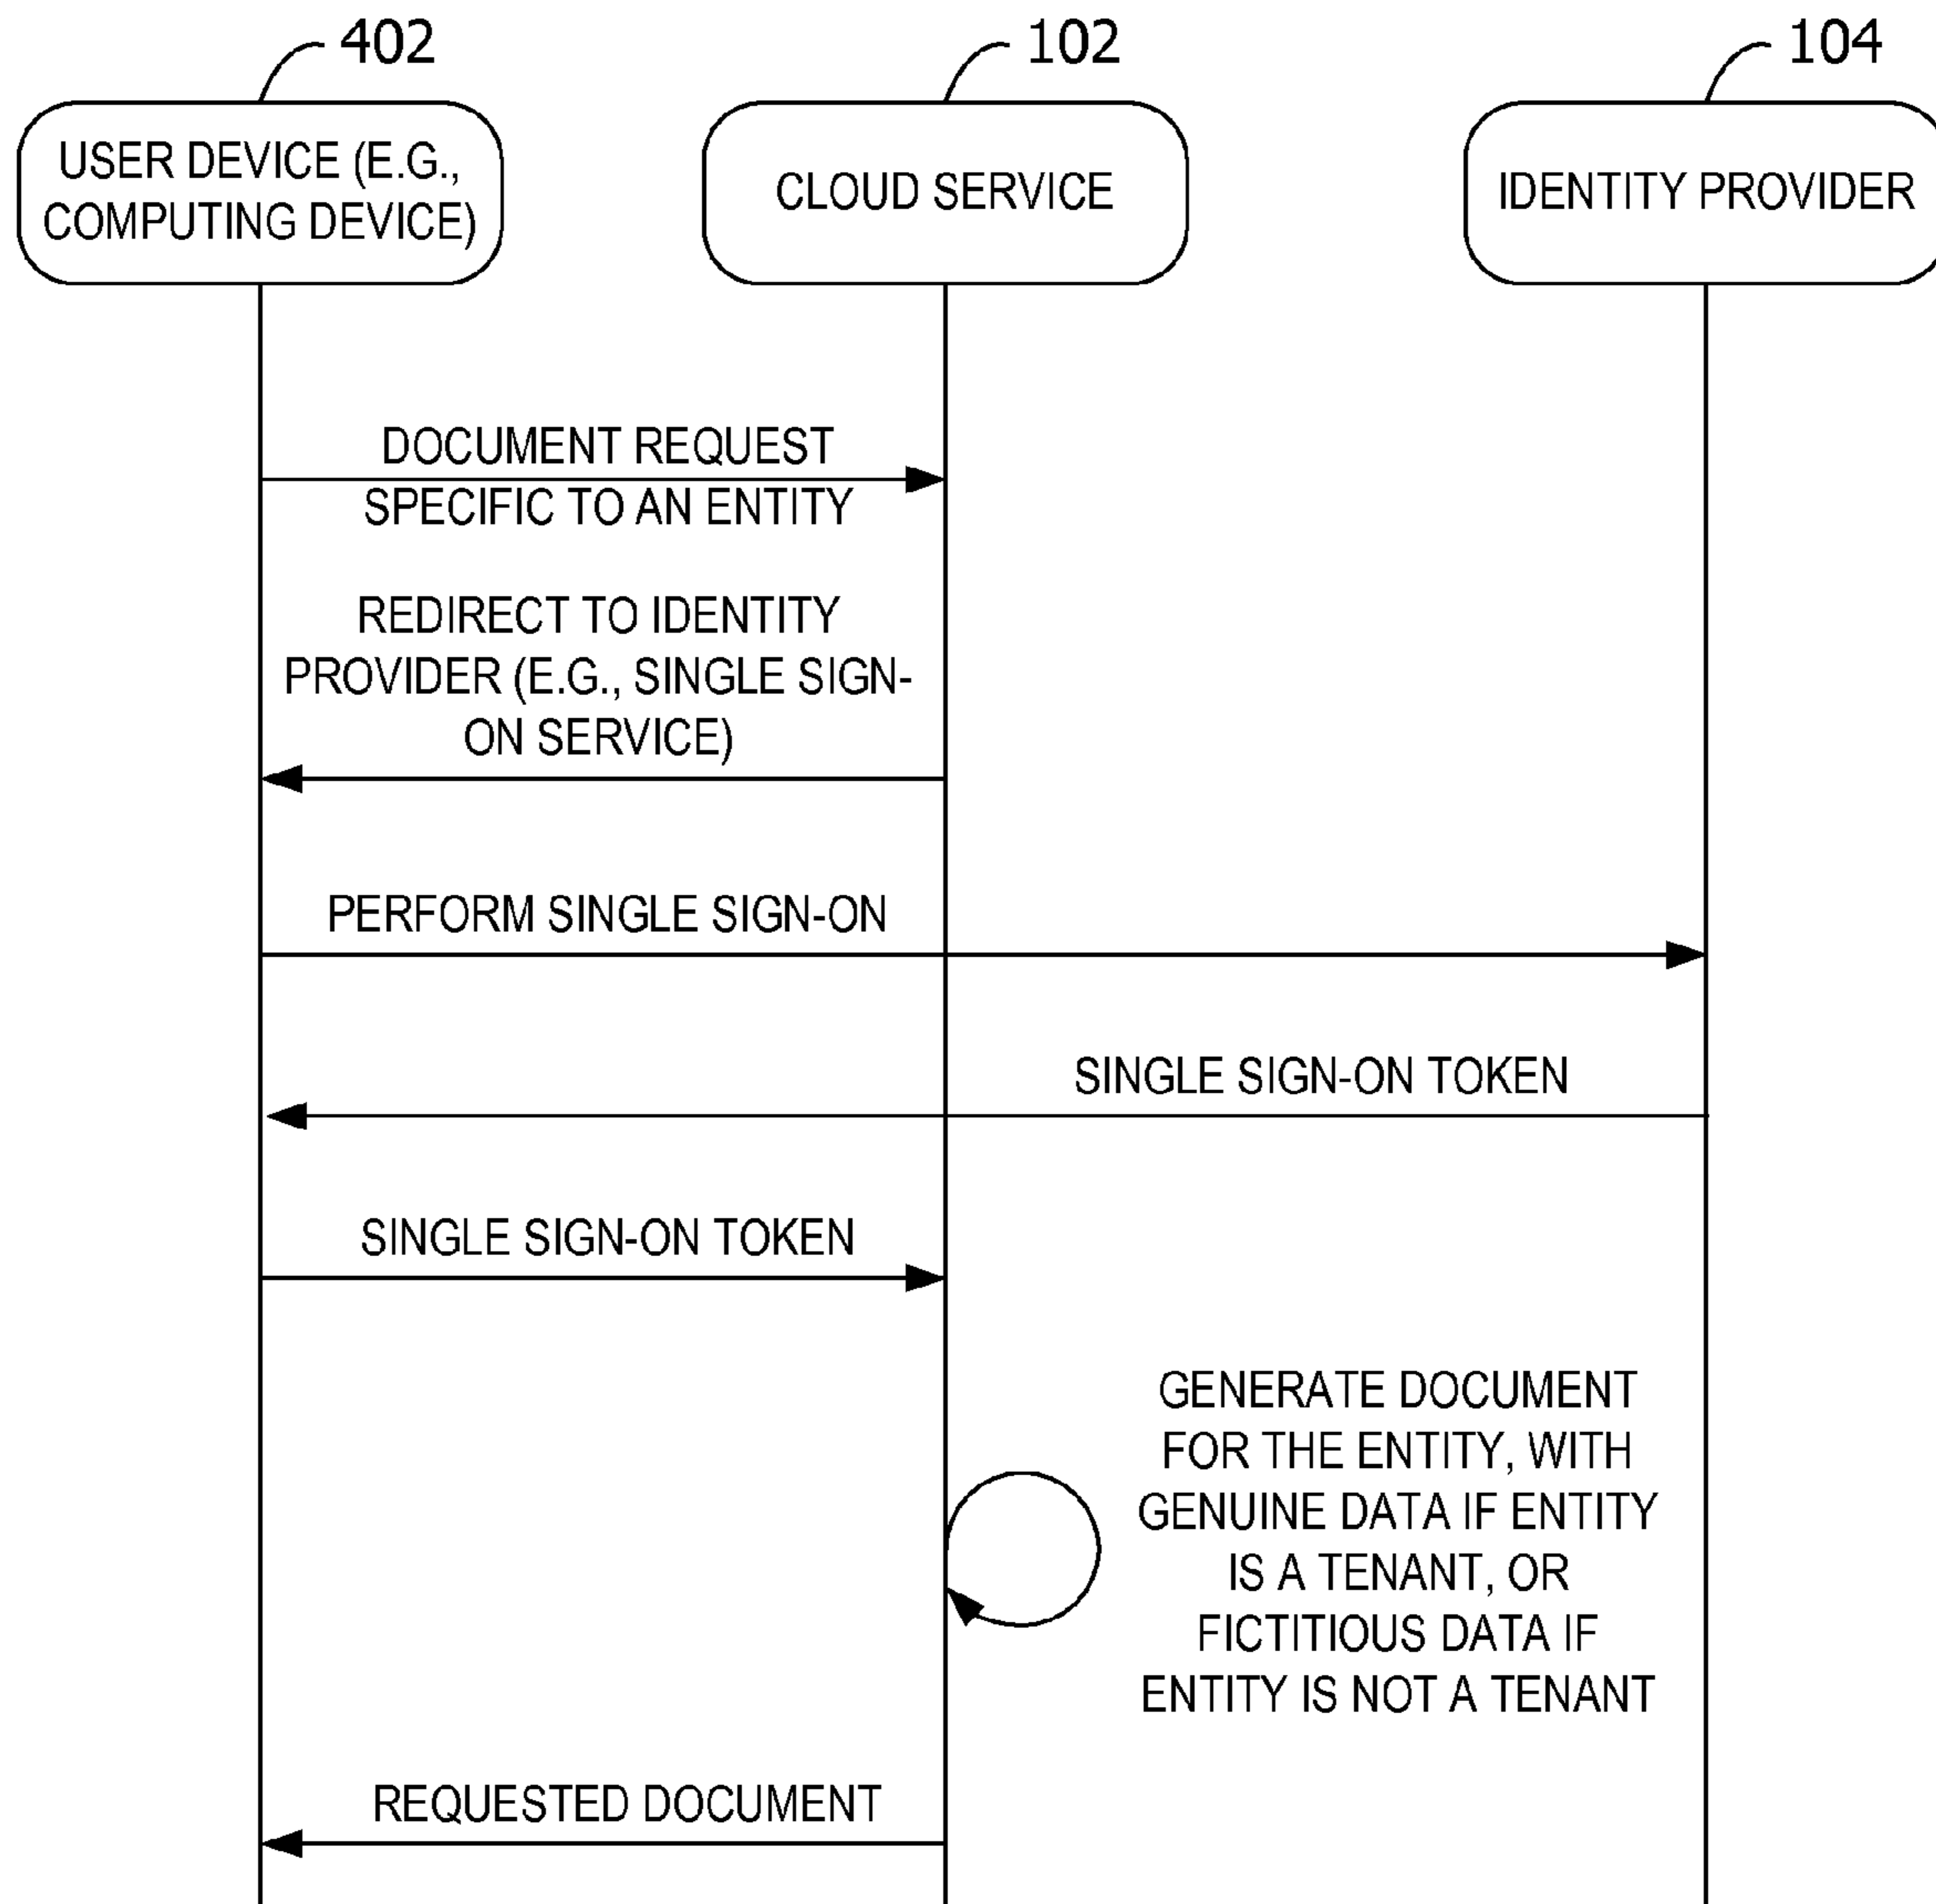 402
102
104
USER DEVICE (E.G.,
COMPUTING DEVICE)
CLOUD SERVICE
IDENTITY PROVIDER
DOCUMENT REQUEST
SPECIFIC TO AN ENTITY
REDIRECT TO IDENTITY
PROVIDER (E.G., SINGLE SIGN-
ON SERVICE)
PERFORM SINGLE SIGN-ON
SINGLE SIGN-ON TOKEN
SINGLE SIGN-ON TOKEN
GENERATE DOCUMENT
FOR THE ENTITY, WITH
GENUINE DATA IF ENTITY
IS A TENANT, OR
FICTITIOUS DATA IF
ENTITY IS NOT A TENANT
REQUESTED DOCUMENT